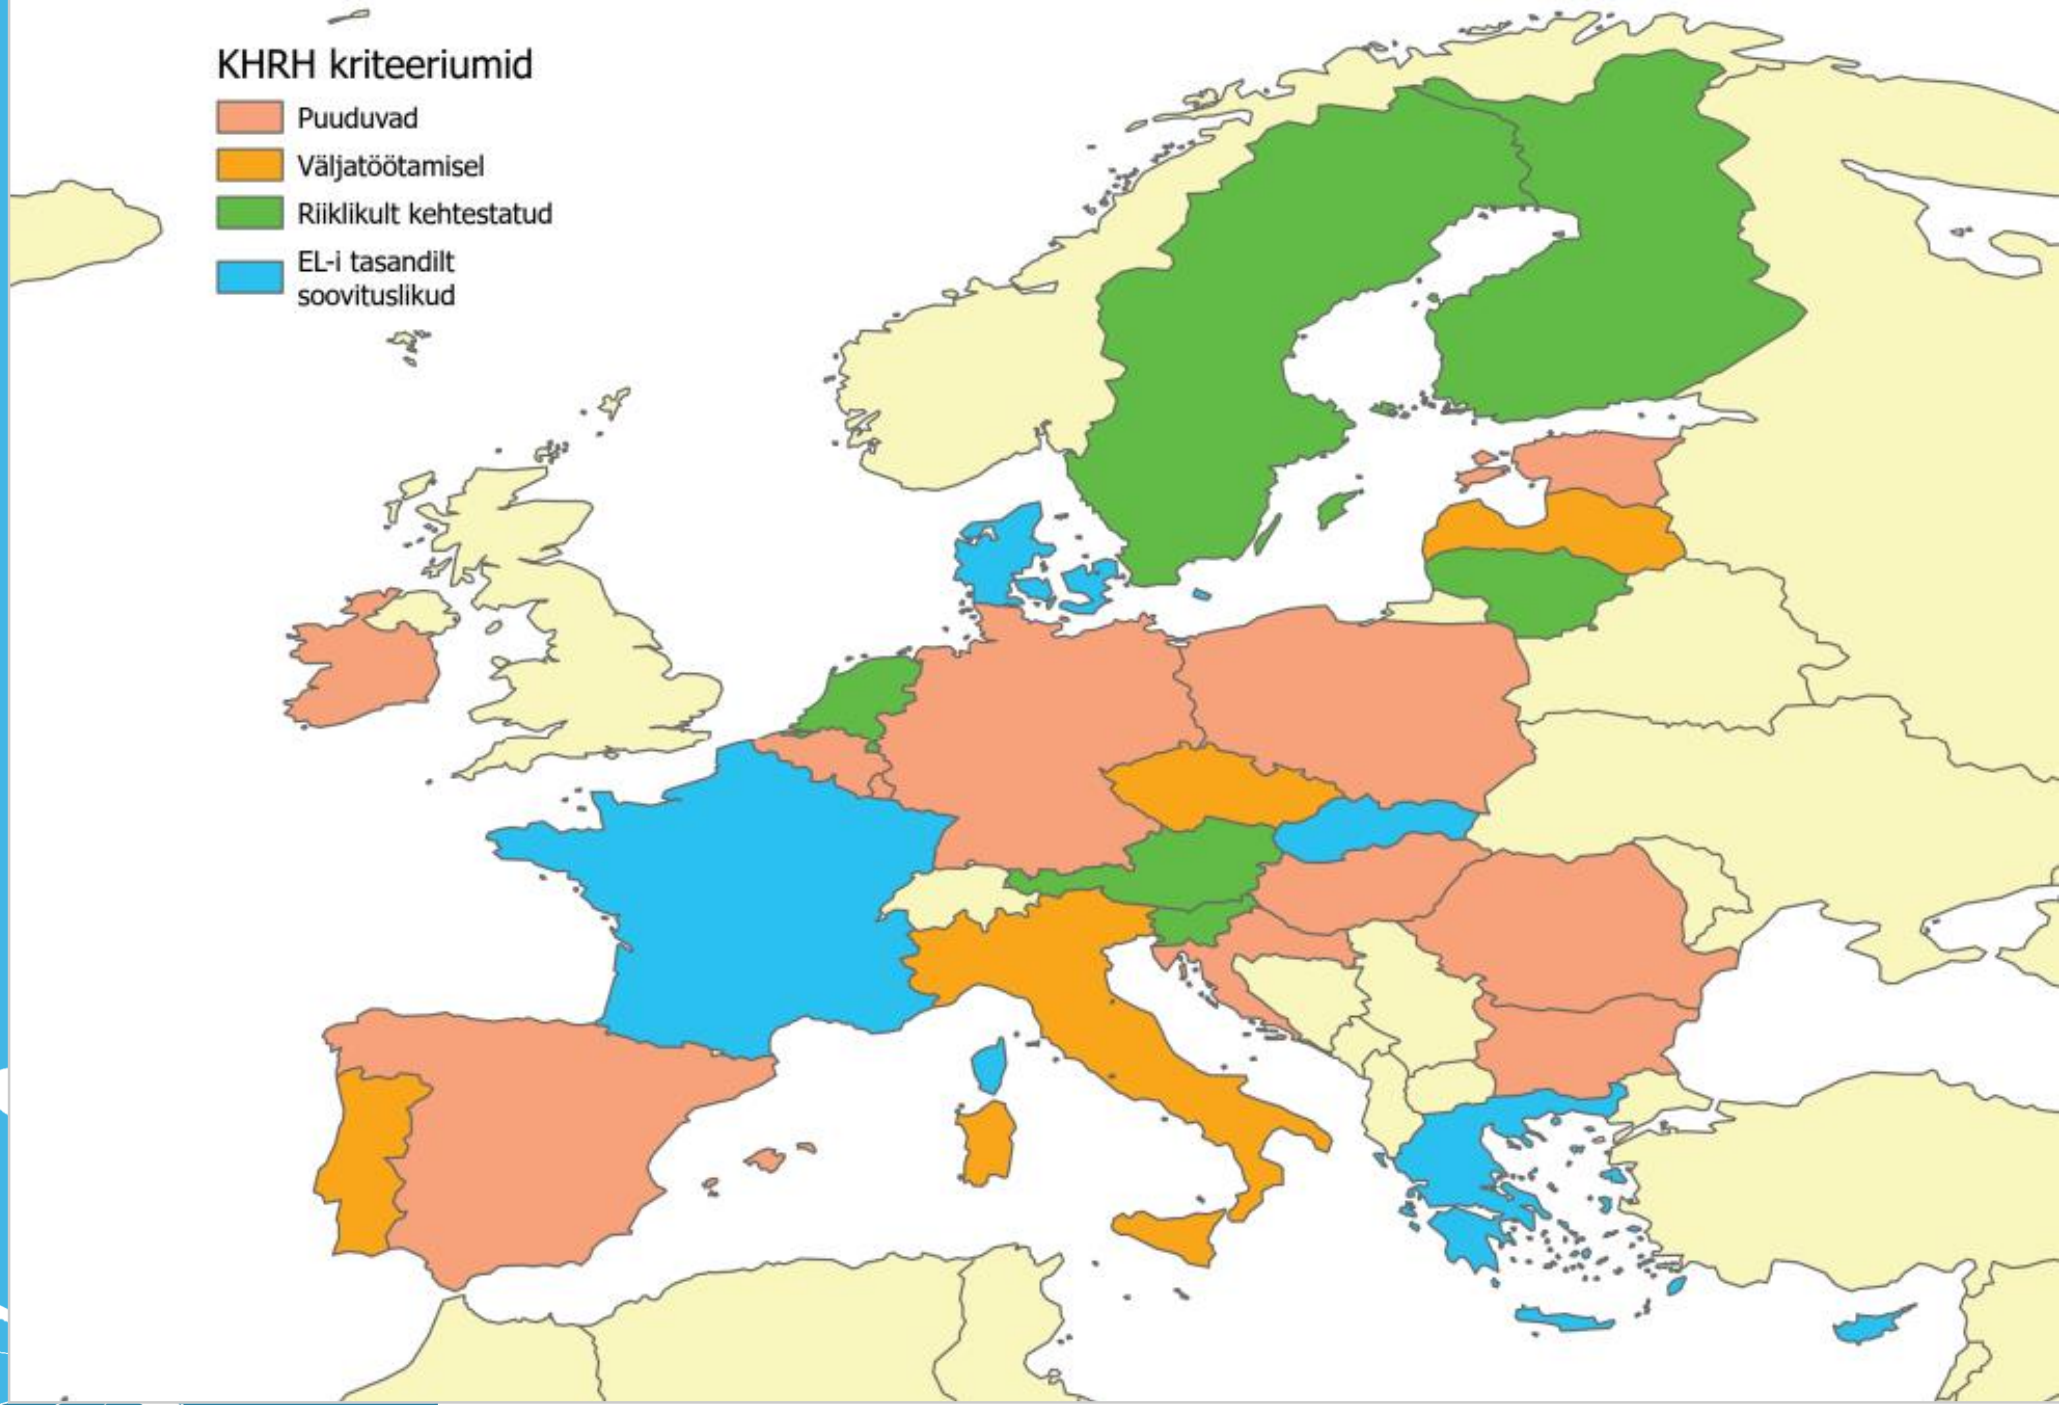 KHRH kriteeriumid
Puuduvad
Väljatöötamisel
Riiklikult kehtestatud
EL-i tasandilt
soovituslikud